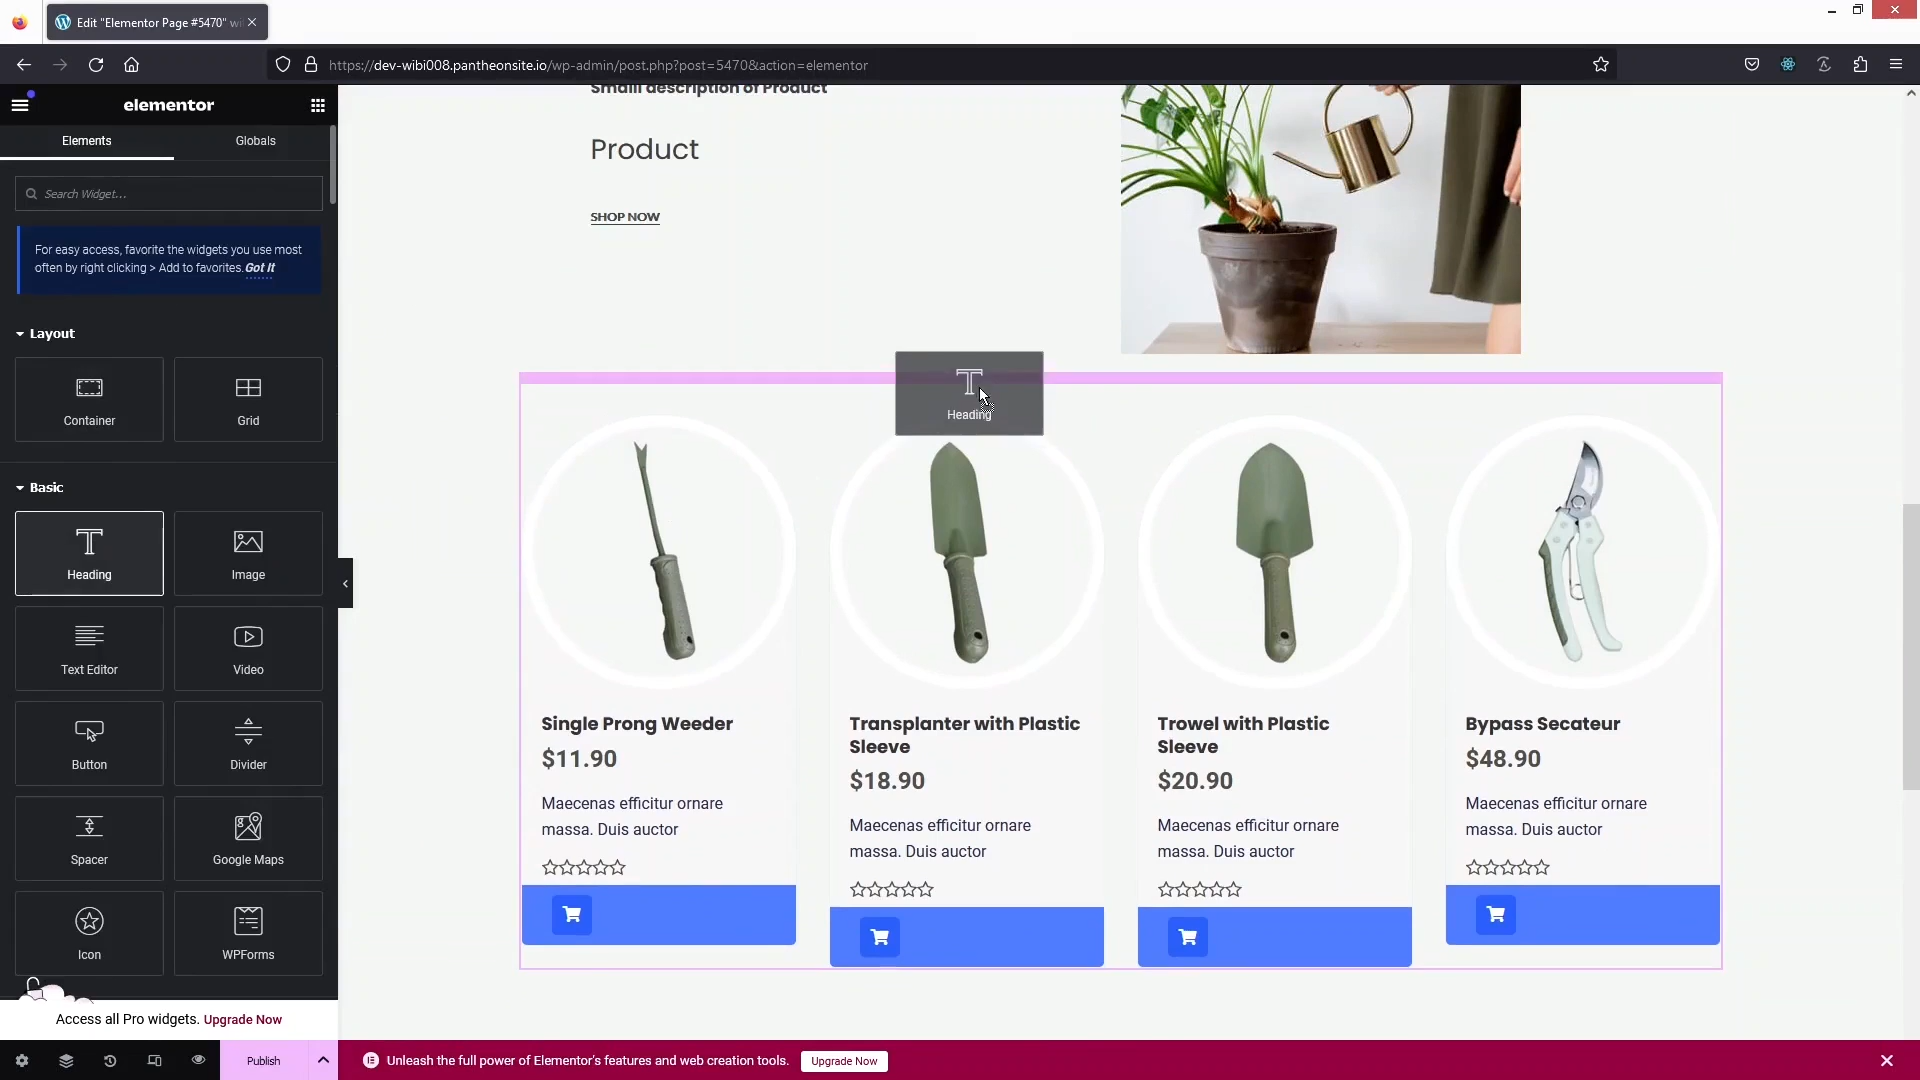 Edit "Elementor Page #5470" wi
https://dev-wibi008.pantheonsite.io/wp-admin/post.php?post=5470&action=elementor
elementor
Elements
Globals
Search Widget...
For easy access, favorite the widgets you use most
often by right clicking > Add to favorites. Got It
Layout
Container
Grid
Basic
Heading
Image
Text Editor
Video
Button
Divider
Spacer
Google Maps
Icon
WPForms
Access all Pro widgets. Upgrade Now
Publish
Smalll description of Product
Product
SHOP NOW
Heading
Single Prong Weeder
$11.90
Maecenas efficitur ornare
massa. Duis auctor
Transplanter with Plastic
Sleeve
$18.90
Maecenas efficitur ornare
massa. Duis auctor
Trowel with Plastic
Sleeve
$20.90
Maecenas efficitur ornare
massa. Duis auctor
Bypass Secateur
$48.90
Maecenas efficitur ornare
massa. Duis auctor
Unleash the full power of Elementor's features and web creation tools.
Upgrade Now